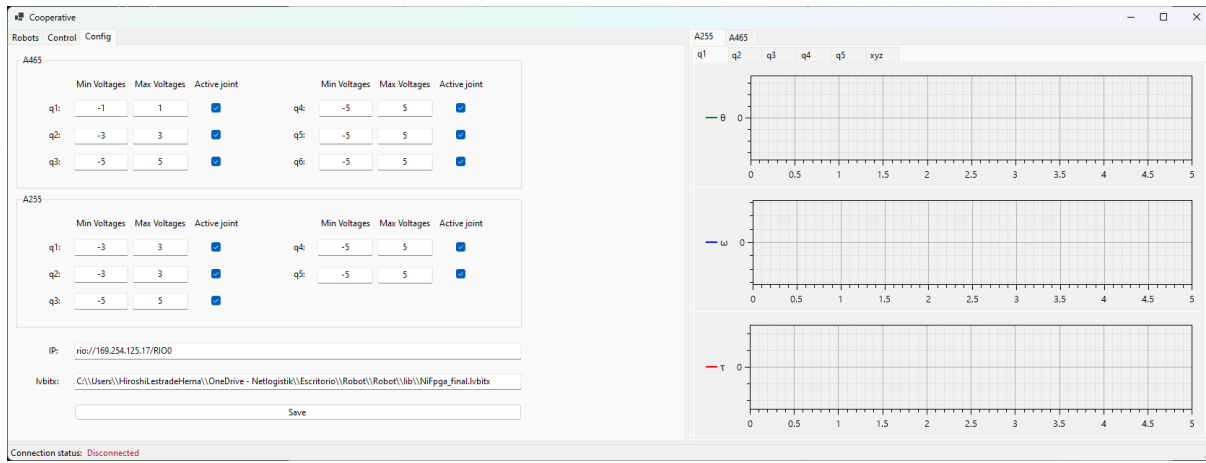 Cooperative
Robots Control Config
A465
Min Voltages Max Voltages Active joint Min Voltages Max Voltages Active joint
q1: -1 1 q4: -5 5
q2: -3 3 q5: -5 5
q3: -5 5 q6: -5 5
A255
Min Voltages Max Voltages Active joint Min Voltages Max Voltages Active joint
q1: -3 3 q4: -5 5
q2: -3 3 q5: -5 5
q3: -5 5
IP: rio://169.254.125.17/RIO0
lvbitx: C:\\Users\\HiroshiLestradeHerna\\OneDrive - Netlogistik\\Escritorio\\Robot\\Robot\\lib\\NiFpga_final.lvbitx
Save
A255 A465
q1 q2 q3 q4 q5 xyz
θ 0
0 0.5 1 1.5 2 2.5 3 3.5 4 4.5 5
ω 0
0 0.5 1 1.5 2 2.5 3 3.5 4 4.5 5
τ 0
0 0.5 1 1.5 2 2.5 3 3.5 4 4.5 5
Connection status: Disconnected